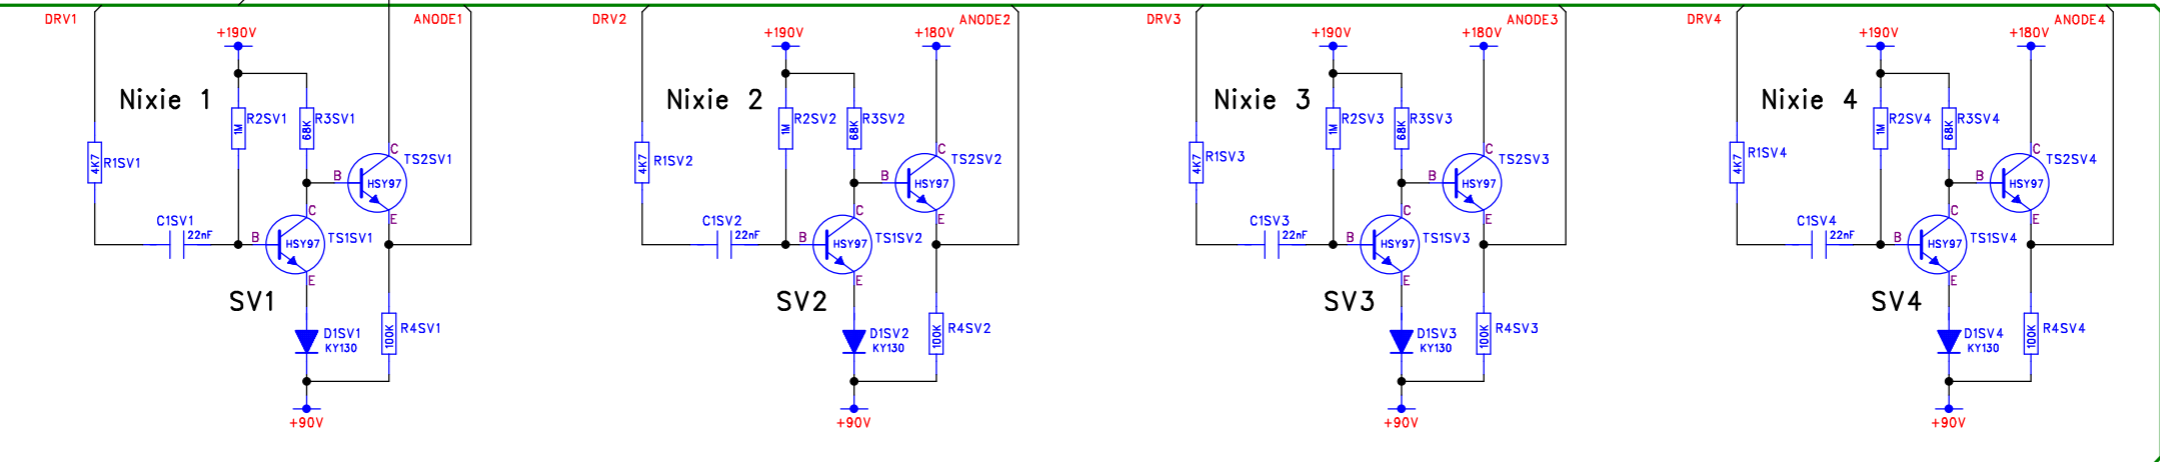 DRV1 ANODE1 DRV2 ANODE2 DRV3 ANODE3 DRV4 ANODE4
+190V +190V +180V +190V +180V +190V +180V
Nixie 1 Nixie 2 Nixie 3 Nixie 4
R2SV1 1M R3SV1 68K R2SV2 1M R3SV2 68K R2SV3 1M R3SV3 68K R2SV4 1M R3SV4 68K
C C C C
4K7 R1SV1 TS2SV1 4K7 R1SV2 TS2SV2 4K7 R1SV3 TS2SV3 4K7 R1SV4 TS2SV4
B HSY97 B HSY97 B HSY97 B HSY97
C1SV1 22nF C E C1SV2 22nF C E C1SV3 22nF C E C1SV4 22nF C E
B HSY97 TS1SV1 B HSY97 TS1SV2 B HSY97 TS1SV3 B HSY97 TS1SV4
E E E E
SV1 SV2 SV3 SV4
D1SV1 100K R4SV1 D1SV2 100K R4SV2 D1SV3 100K R4SV3 D1SV4 100K R4SV4
KY130 KY130 KY130 KY130
+90V +90V +90V +90V